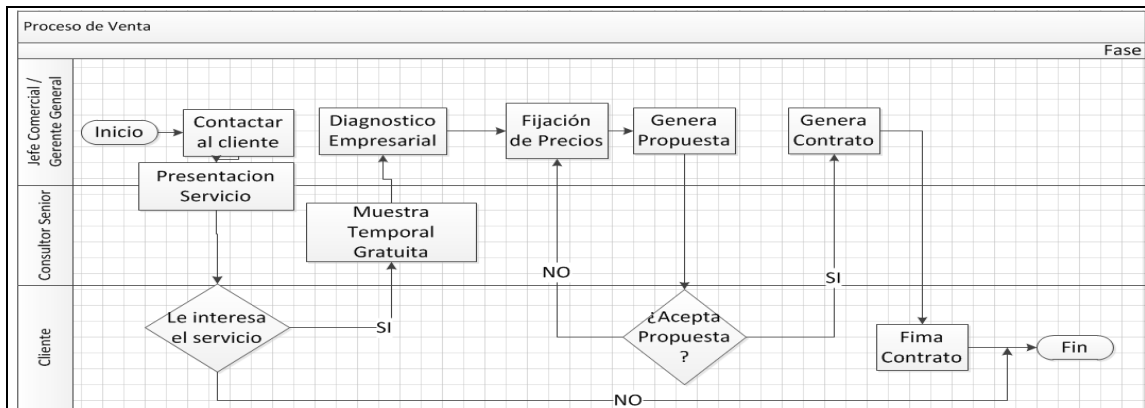 Proceso de Venta
Fase
Jefe Comercial /
Gerente General
Inicio
Contactar
al cliente
Diagnostico
Empresarial
Fijación
de Precios
Genera
Propuesta
Genera
Contrato
Presentacion
Servicio
Consultor Senior
Muestra
Temporal
Gratuita
NO
SI
Cliente
Le interesa
el servicio
SI
¿Acepta
Propuesta
?
Fima
Contrato
Fin
NO